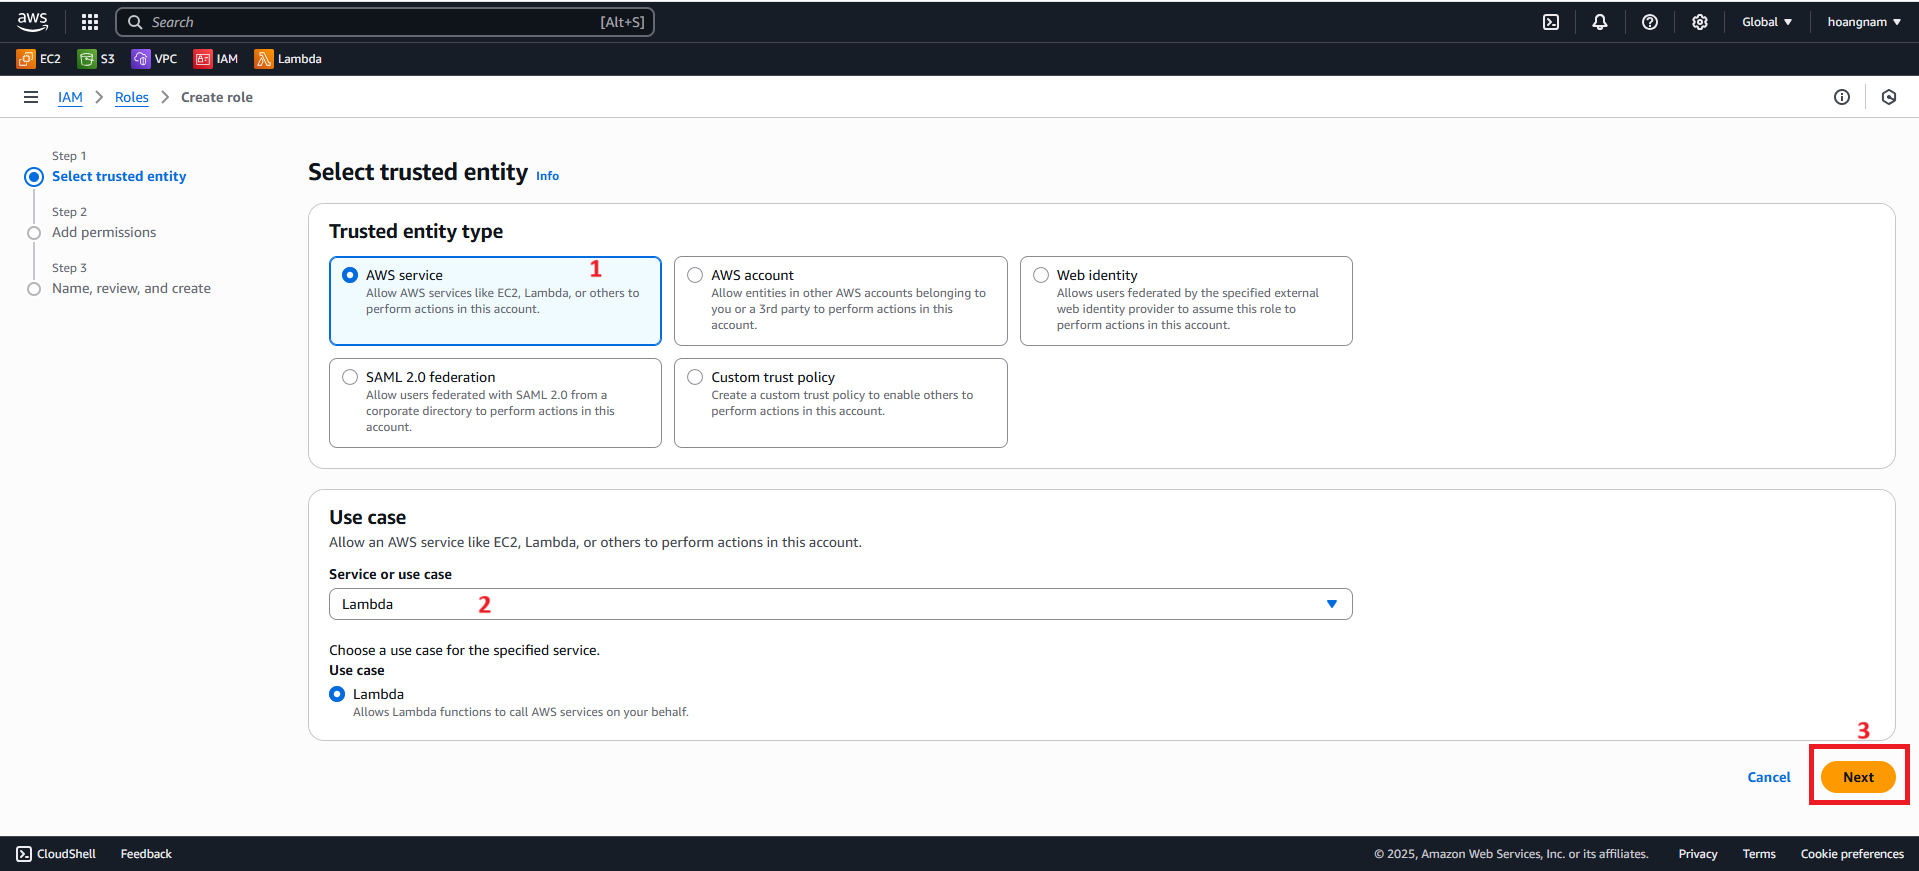 aws
Search [Alt+S]
Global
hoangnam
EC2 S3 VPC IAM Lambda
IAM Roles Create role
Step 1
Select trusted entity
Step 2
Add permissions
Step 3
Name, review, and create
Select trusted entity Info
Trusted entity type
AWS service 1
Allow AWS services like EC2, Lambda, or others to
perform actions in this account.
AWS account
Allow entities in other AWS accounts belonging to
you or a 3rd party to perform actions in this
account.
Web identity
Allows users federated by the specified external
web identity provider to assume this role to
perform actions in this account.
SAML 2.0 federation
Allow users federated with SAML 2.0 from a
corporate directory to perform actions in this
account.
Custom trust policy
Create a custom trust policy to enable others to
perform actions in this account.
Use case
Allow an AWS service like EC2, Lambda, or others to perform actions in this account.
Service or use case
Lambda 2
Choose a use case for the specified service.
Use case
Lambda
Allows Lambda functions to call AWS services on your behalf.
3
Cancel Next
CloudShell Feedback © 2025, Amazon Web Services, Inc. or its affiliates. Privacy Terms Cookie preferences